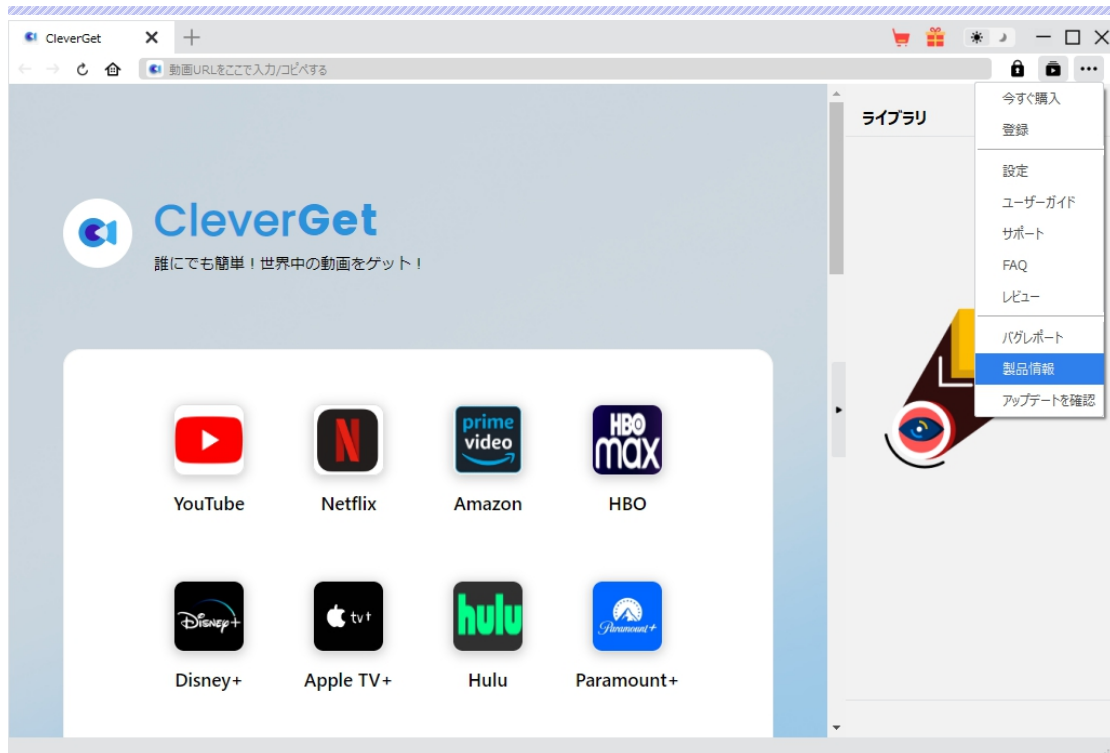 CleverGet
動画URLをここで入力/コピペする
今すぐ購入
登録
設定
ユーザーガイド
サポート
FAQ
レビュー
バグレポート
製品情報
アップデートを確認
ライブラリ
CleverGet
誰にでも簡単！世界中の動画をゲット！
prime video
HBO max
YouTube
Netflix
Amazon
HBO
Disney+
tv+
hulu
Paramount+
Disney+
Apple TV+
Hulu
Paramount+